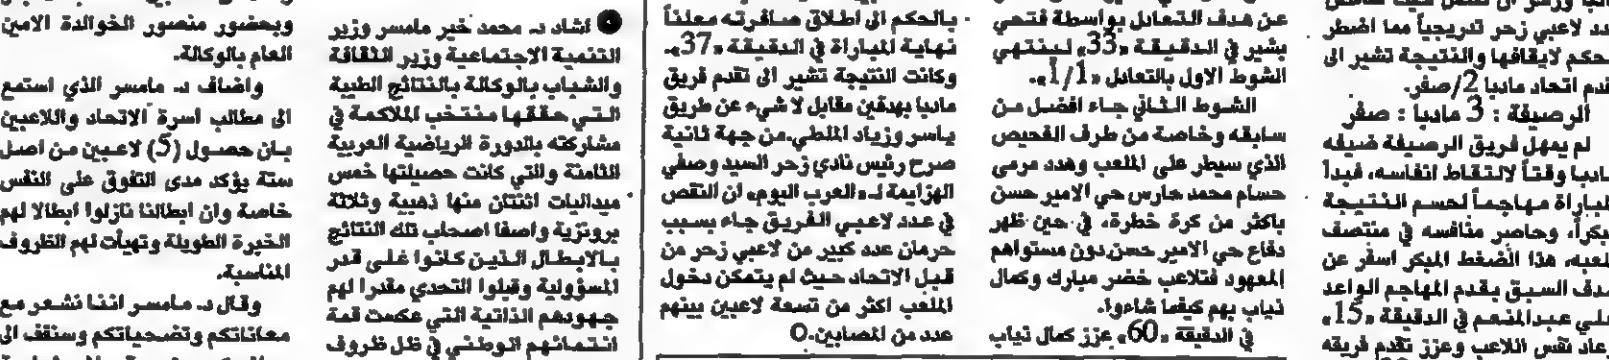 ددد لاعبي زحر تدريجياً مما اضطر
لحكم لايقافها والنتيجة تشير الى
قدم اتحاد مادبا 2/صفر.
الرصيفة : 3 مادبا : صفر
لم يمهل فريق الرصيفة ضيفه
مادبا وقتاً لالتقاط انفاسه، فبدأ
لمباراة مهاجماً لحسم النتيجة
بكراً، وحاصر منافسه في منتصف
لعبه، هذا الضغط المبكر اسفر عن
هدف السبق بقدم المهاجم الواعد
علي عبدالمنعم في الدقيقة «15»
عاد نفس اللاعب وعزز تقدم فريقه
عن هدف التعادل بواسطة فتحي
بشير في الدقيقة «33» لينتهي
الشوط الاول بالتعادل «1/1».
الشوط الثاني جاء افضل من
سابقه وخاصة من طرف الفحيص
الذي سيطر على الملعب وهدد مرمى
حسام محمد حارس حي الامير حسن
باكثر من كرة خطرة، في حين ظهر
دفاع حي الامير حسن دون مستواهم
المعهود فتلاعب خضر مبارك وكمال
ذياب بهم كيفما شاءوا.
في الدقيقة «60» عزز كمال ذياب
بالحكم الى اطلاق صافرته معلناً
نهاية المباراة في الدقيقة «37».
وكانت النتيجة تشير الى تقدم فريق
مادبا بهدفين مقابل لا شيء عن طريق
ياسر وزياد الملطي. من جهة ثانية
صرح رئيس نادي زحر السيد وصفي
الهزايمة لـ «العرب اليوم» ان النقص
في عدد لاعبي الفريق جاء بسبب
حرمان عدد كبير من لاعبي زحر من
قبل الاتحاد حيث لم يتمكن دخول
الملعب اكثر من تسعة لاعبين بينهم
عدد من المصابين.O
اشاد د. محمد خير مامسر وزير
التنمية الاجتماعية وزير الثقافة
والشباب بالوكالة بالنتائج الطيبة
التي حققها منتخب الملاكمة في
مشاركته بالدورة الرياضية العربية
الثامنة والتي كانت حصيلتها خمس
ميداليات اثنتان منها ذهبية وثلاثة
برونزية واصفا اصحاب تلك النتائج
بالابطال الذين كانوا على قدر
المسؤولية وقبلوا التحدي مقدرا لهم
جهودهم الذاتية التي عكست قمة
انتمائهم الوطني في ظل ظروف
وبحضور منصور الخوالدة الامين
العام بالوكالة.
واضاف د. مامسر الذي استمع
الى مطالب اسرة الاتحاد واللاعبين
بان حصول (5) لاعبين من اصل
ستة يؤكد مدى التفوق على النفس
خاصة وان ابطالنا نازلوا ابطالا لهم
الخبرة الطويلة وتهيأت لهم الظروف
المناسبة.
وقال د. مامسر اننا نشعر مع
معاناتكم وتضحياتكم وسنقف الى